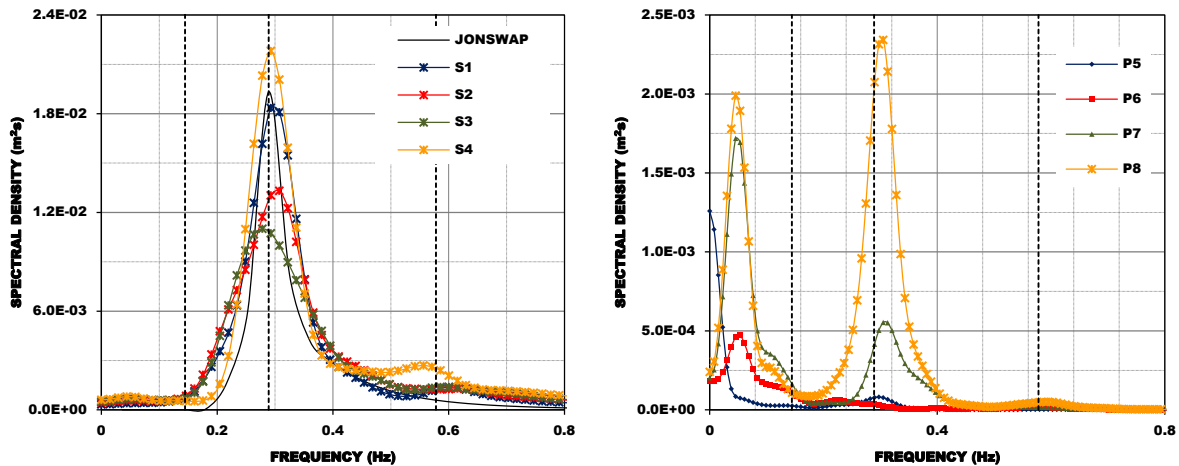 2.4E-02
1.8E-02
1.2E-02
6.0E-03
0.0E+00
SPECTRAL DENSITY (m²s)
0
0.2
0.4
0.6
0.8
FREQUENCY (Hz)
JONSWAP
S1
S2
S3
S4
2.5E-03
2.0E-03
1.5E-03
1.0E-03
5.0E-04
0.0E+00
SPECTRAL DENSITY (m²s)
0
0.4
0.8
FREQUENCY (Hz)
P5
P6
P7
P8